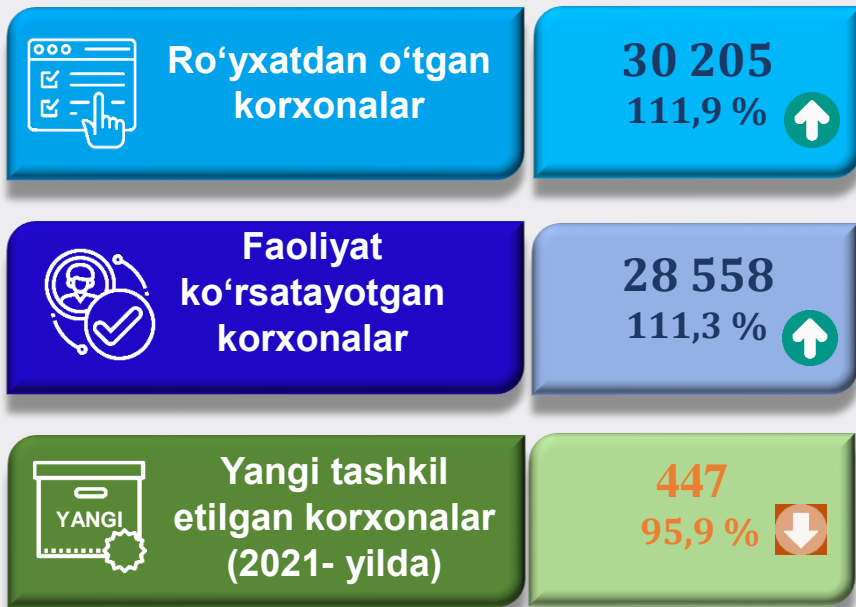 Ro‘yxatdan o‘tgan
korxonalar
30 205
111,9 %
Faoliyat
ko‘rsatayotgan
korxonalar
28 558
111,3 %
YANGI
Yangi tashkil
etilgan korxonalar
(2021- yilda)
447
95,9 %